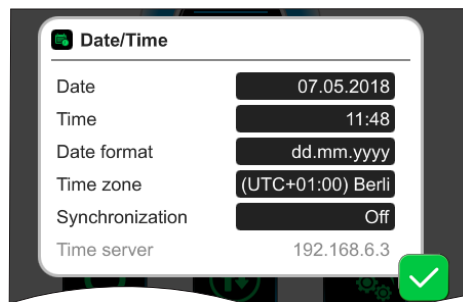 Date/Time
Date 07.05.2018
Time 11:48
Date format dd.mm.yyyy
Time zone (UTC+01:00) Berli
Synchronization Off
Time server 192.168.6.3